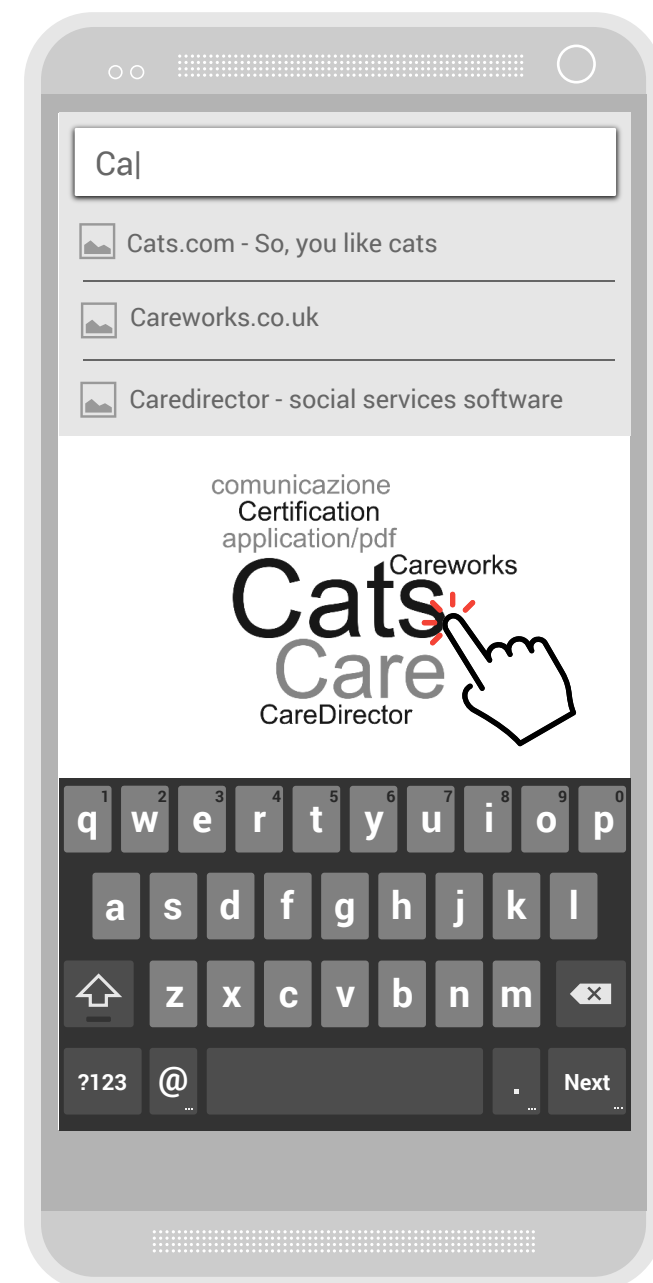 Ca|
Cats.com - So, you like cats
Careworks.co.uk
Caredirector - social services software
comunicazione
Certification
application/pdf
Careworks
Cats
Care
CareDirector
1 2 3 4 5 6 7 8 9 0
q w e r t y u i o p
a s d f g h j k l
z x c v b n m
?123 @ ... . ... Next ...